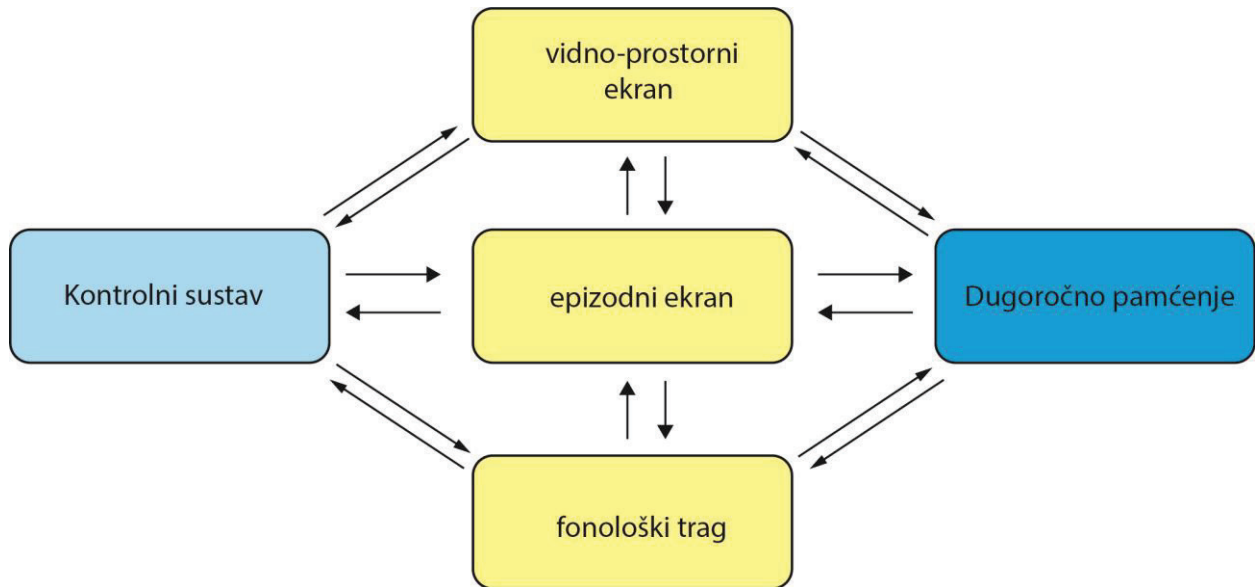 vidno-prostorni
ekran
Kontrolni sustav
epizodni ekran
Dugoročno pamćenje
fonološki trag